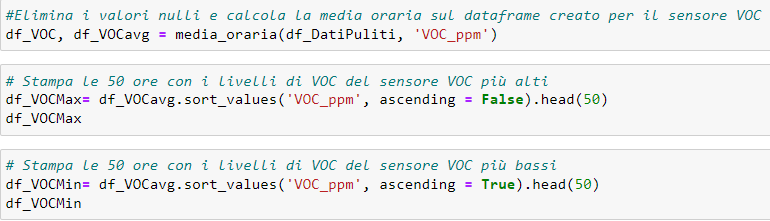 #Elimina i valori nulli e calcola la media oraria sul dataframe creato per il sensore VOC
df_VOC, df_VOCavg = media_oraria(df_DatiPuliti, 'VOC_ppm')
# Stampa le 50 ore con i livelli di VOC del sensore VOC più alti
df_VOCMax= df_VOCavg.sort_values('VOC_ppm', ascending = False).head(50)
df_VOCMax
# Stampa le 50 ore con i livelli di VOC del sensore VOC più bassi
df_VOCMin= df_VOCavg.sort_values('VOC_ppm', ascending = True).head(50)
df_VOCMin